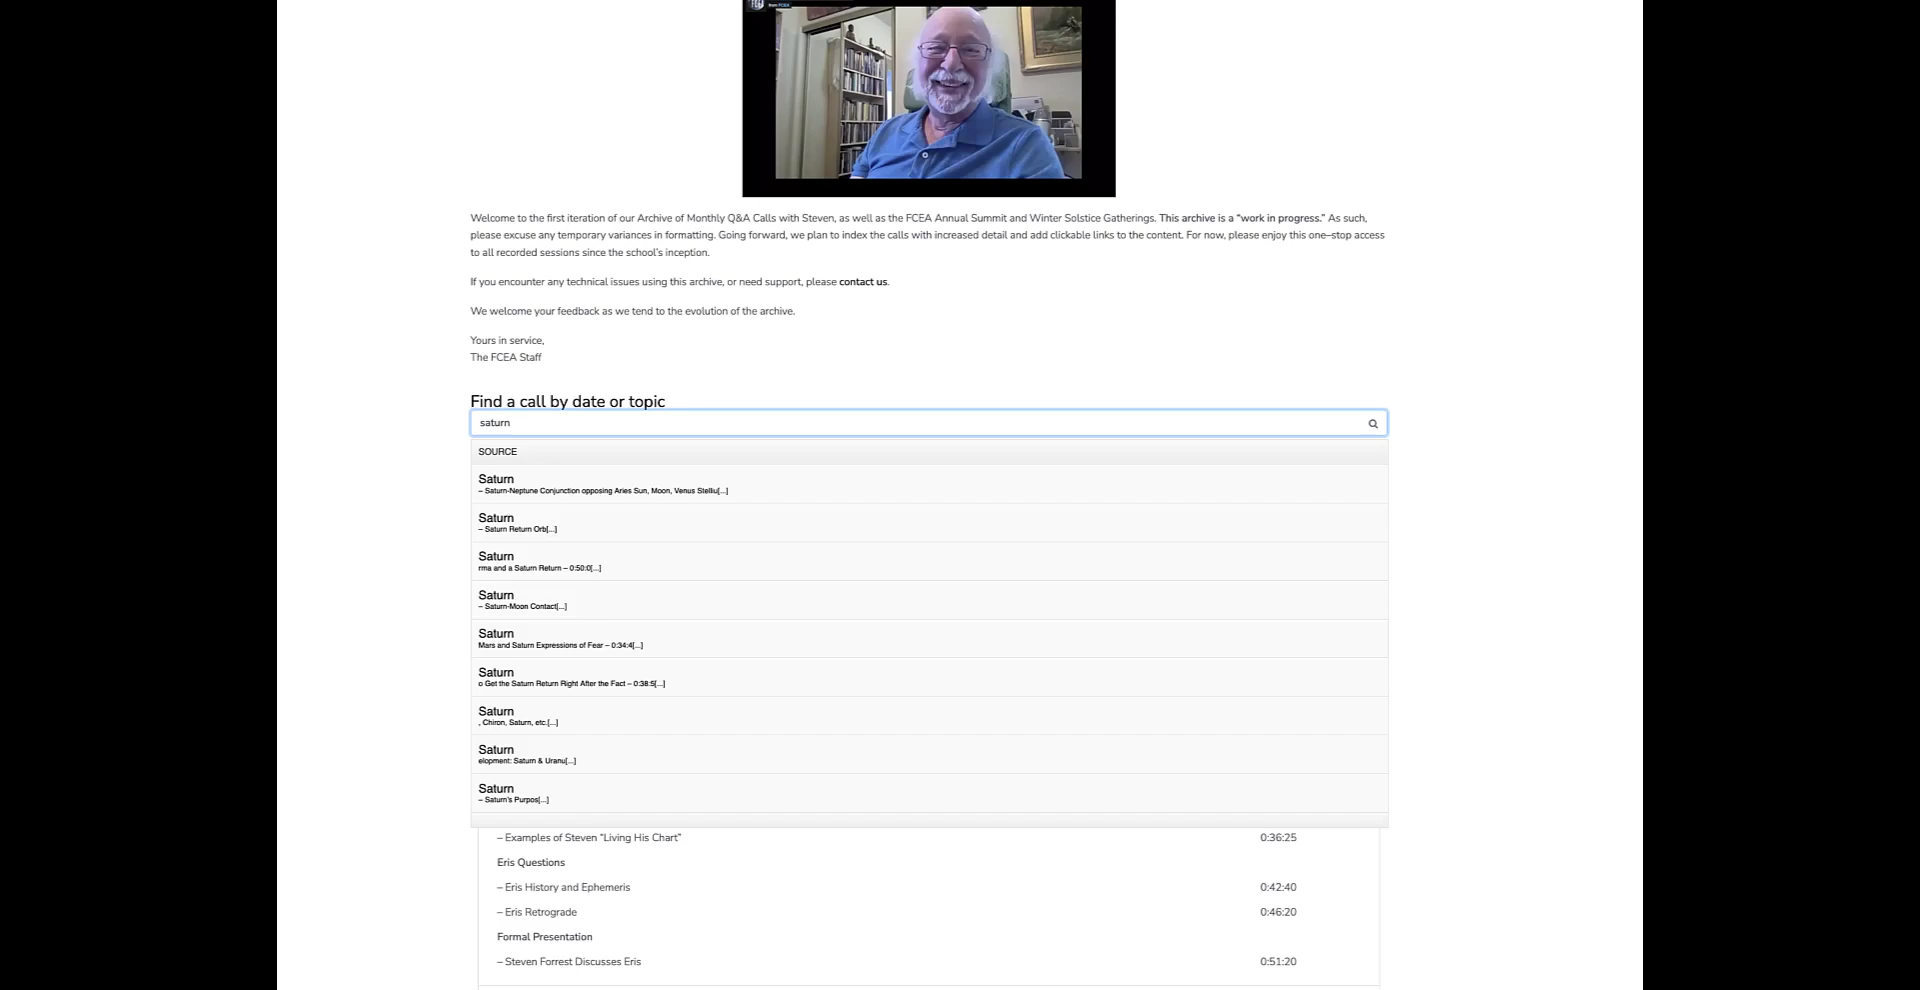 FCEA
Welcome to the first iteration of our Archive of Monthly Q&A Calls with Steven, as well as the FCEA Annual Summit and Winter Solstice Gatherings. This archive is a “work in progress.” As such,
please excuse any temporary variances in formatting. Going forward, we plan to index the calls with increased detail and add clickable links to the content. For now, please enjoy this one–stop access
to all recorded sessions since the school’s inception.
If you encounter any technical issues using this archive, or need support, please contact us.
We welcome your feedback as we tend to the evolution of the archive.
Yours in service,
The FCEA Staff
Find a call by date or topic
saturn
SOURCE
Saturn
– Saturn-Neptune Conjunction opposing Aries Sun, Moon, Venus Stelliu[...]
Saturn
– Saturn Return Orb[...]
Saturn
rma and a Saturn Return – 0:50:0[...]
Saturn
– Saturn-Moon Contact[...]
Saturn
Mars and Saturn Expressions of Fear – 0:34:4[...]
Saturn
o Get the Saturn Return Right After the Fact – 0:38:5[...]
Saturn
, Chiron, Saturn, etc.[...]
Saturn
elopment: Saturn & Uranu[...]
Saturn
– Saturn's Purpos[...]
– Examples of Steven “Living His Chart” 0:36:25
Eris Questions
– Eris History and Ephemeris 0:42:40
– Eris Retrograde 0:46:20
Formal Presentation
– Steven Forrest Discusses Eris 0:51:20